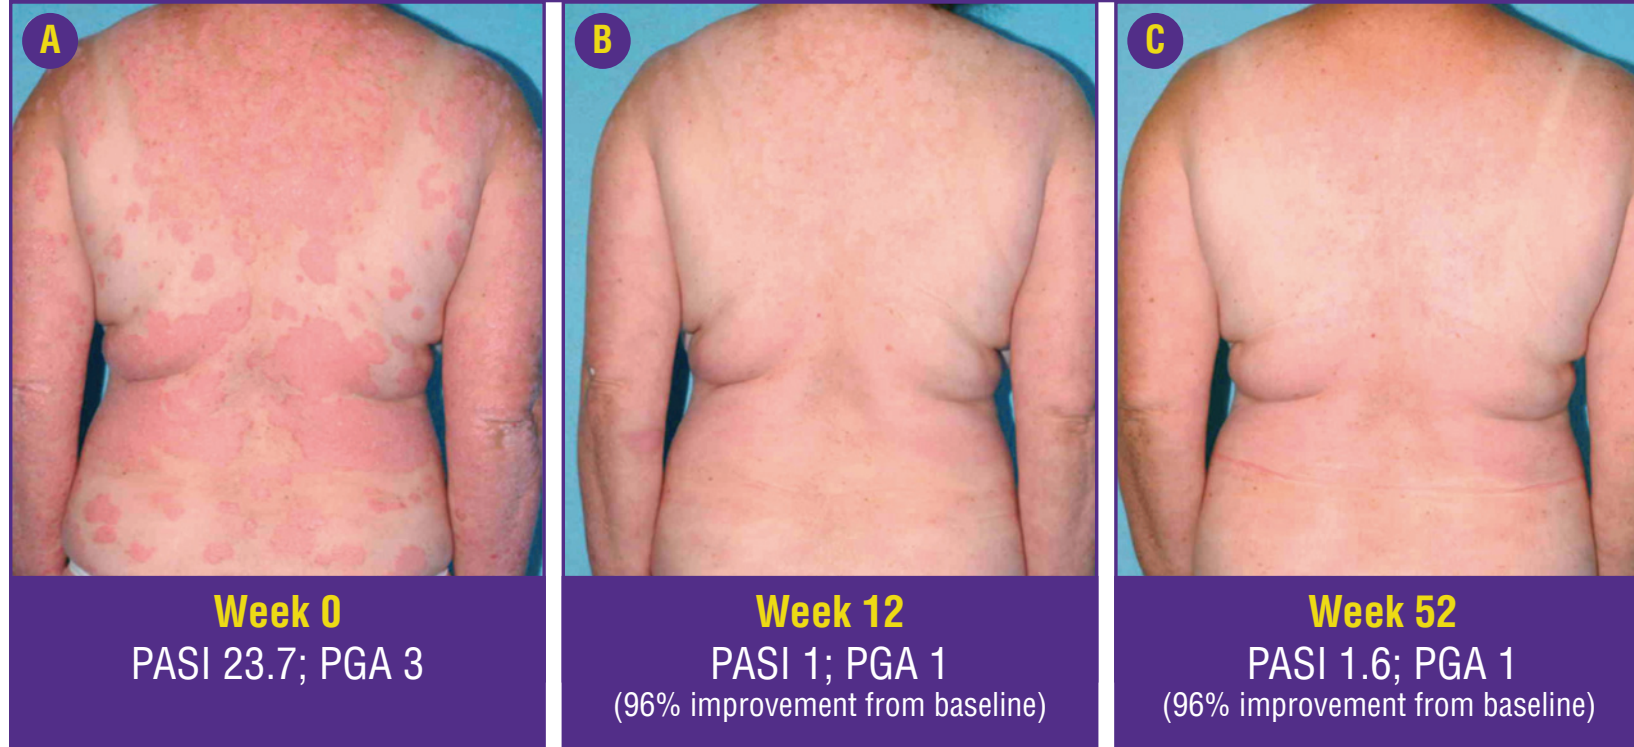 A
B
C
Week 0
PASI 23.7; PGA 3
Week 12
PASI 1; PGA 1
(96% improvement from baseline)
Week 52
PASI 1.6; PGA 1
(96% improvement from baseline)